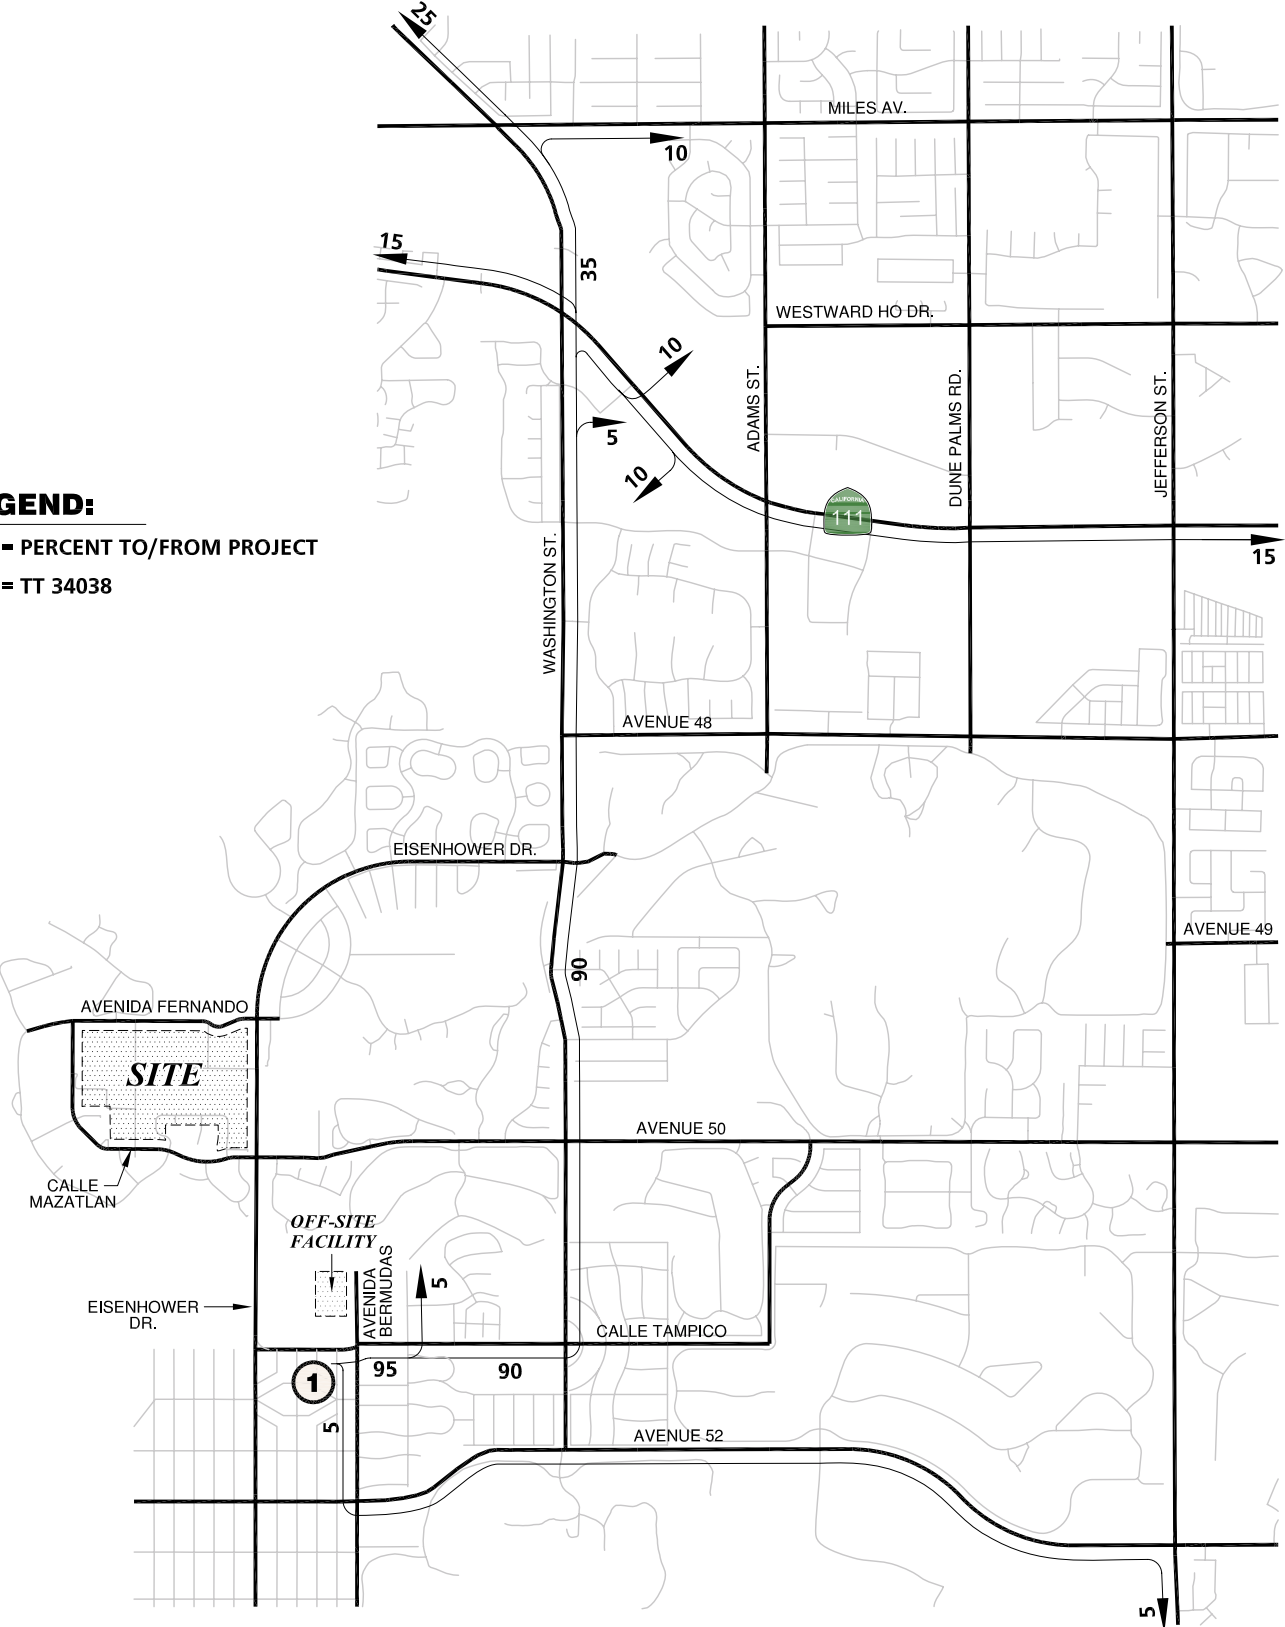 25
MILES AV.
10
15
35
WESTWARD HO DR.
10
ADAMS ST.
DUNE PALMS RD.
JEFFERSON ST.
5
10
CALIFORNIA
111
GEND:
= PERCENT TO/FROM PROJECT
15
= TT 34038
WASHINGTON ST.
AVENUE 48
EISENHOWER DR.
AVENUE 49
90
AVENIDA FERNANDO
SITE
AVENUE 50
CALLE
MAZATLAN
OFF-SITE
FACILITY
AVENIDA
BERMUDAS
5
EISENHOWER
DR.
CALLE TAMPICO
95
90
1
5
AVENUE 52
5